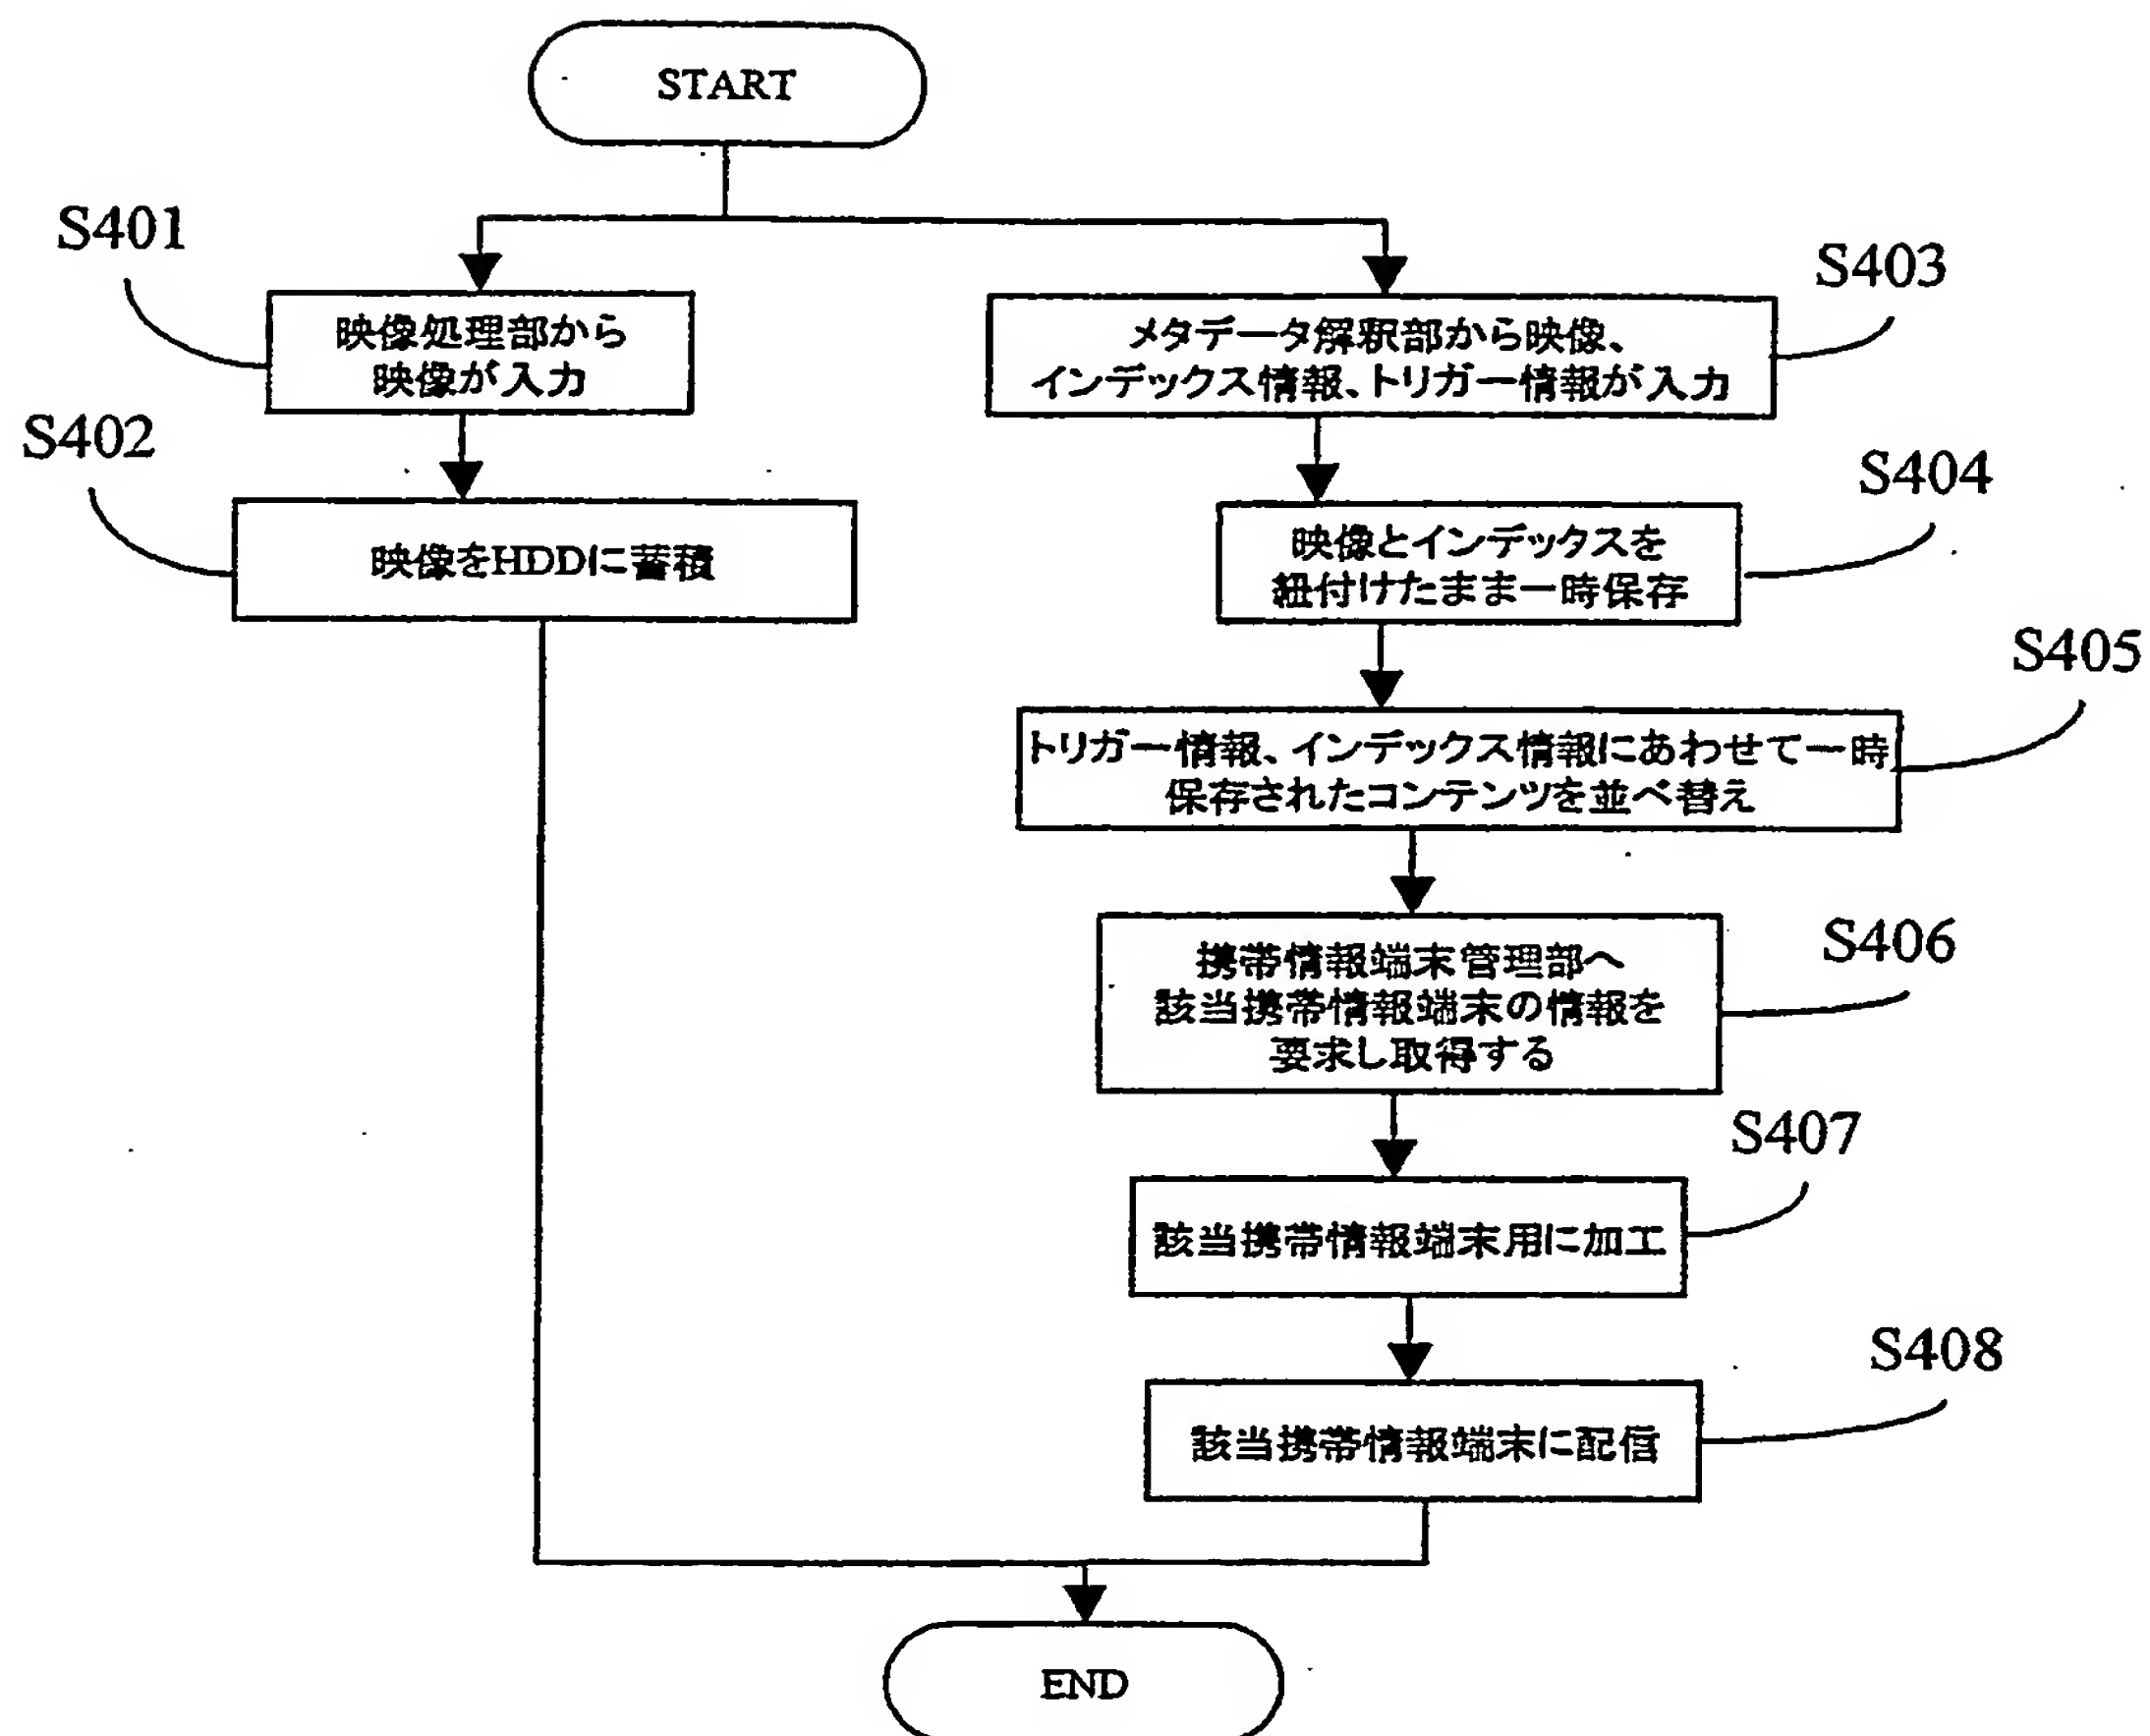 START
S401
映像処理部から
映像が入力
S402
映像をHDDに蓄積
S403
メタデータ解釈部から映像、
インデックス情報、トリガー情報が入力
S404
映像とインデックスを
紐付けたまま一時保存
S405
トリガー情報、インデックス情報にあわせて一時
保存されたコンテンツを並べ替え
S406
携帯情報端末管理部へ
該当携帯情報端末の情報を
要求し取得する
S407
該当携帯情報端末用に加工
S408
該当携帯情報端末に配信
END